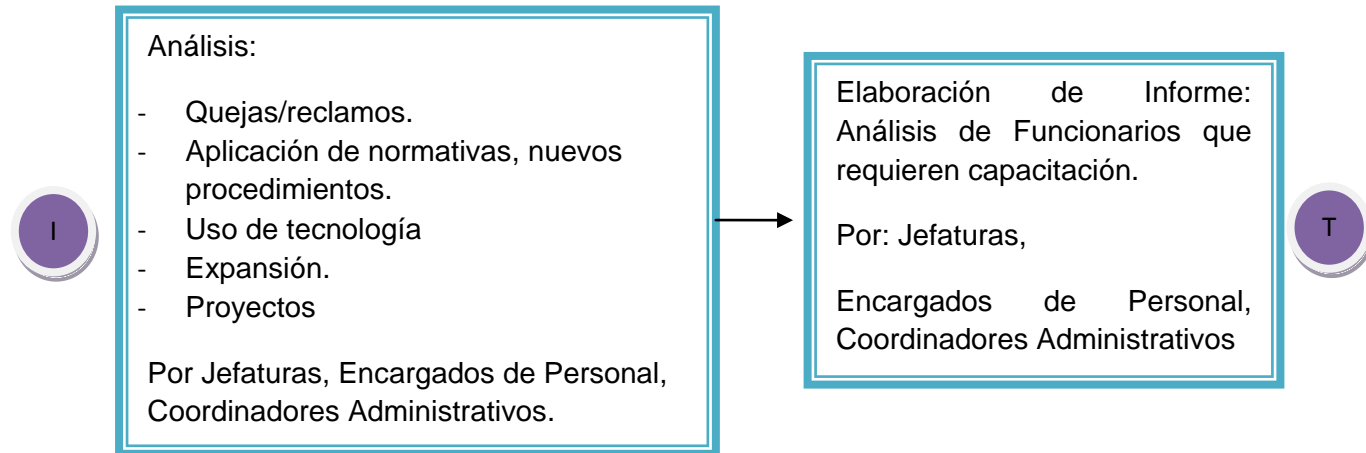 I
Análisis:
- Quejas/reclamos.
- Aplicación de normativas, nuevos
procedimientos.
- Uso de tecnología
- Expansión.
- Proyectos
Por Jefaturas, Encargados de Personal,
Coordinadores Administrativos.
Elaboración de Informe:
Análisis de Funcionarios que
requieren capacitación.
Por: Jefaturas,
Encargados de Personal,
Coordinadores Administrativos
T